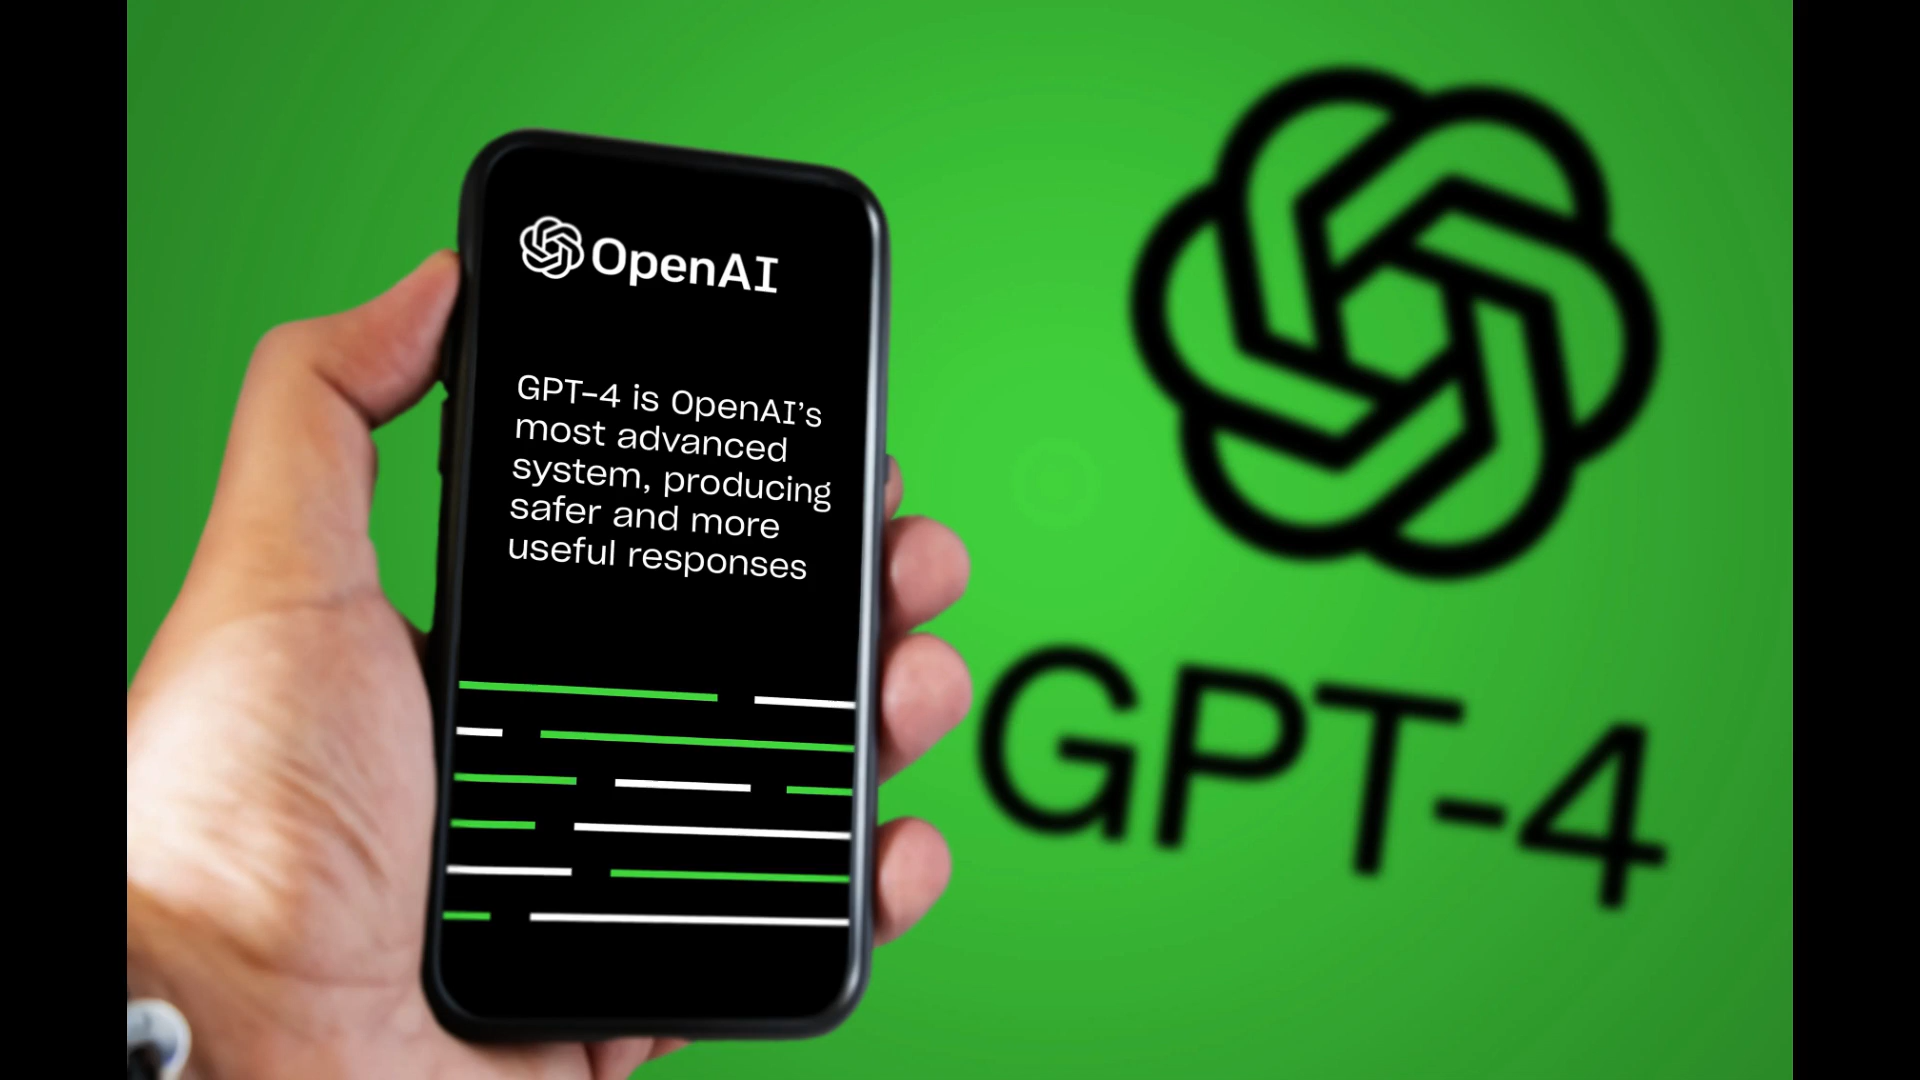 OpenAI
GPT-4 is OpenAI's
most advanced
system, producing
safer and more
useful responses
GPT-4